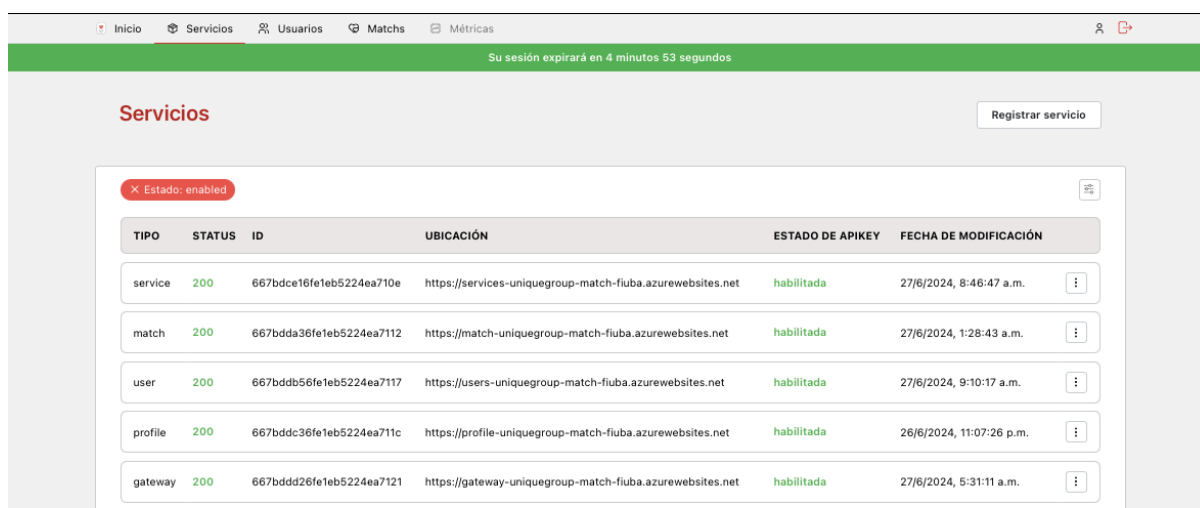 Inicio Servicios Usuarios Matchs Métricas
Su sesión expirará en 4 minutos 53 segundos
Servicios Registrar servicio
× Estado: enabled
TIPO STATUS ID UBICACIÓN ESTADO DE APIKEY FECHA DE MODIFICACIÓN
service 200 667bdce16fe1eb5224ea710e https://services-uniquegroup-match-fiuba.azurewebsites.net habilitada 27/6/2024, 8:46:47 a.m.
match 200 667bdda36fe1eb5224ea7112 https://match-uniquegroup-match-fiuba.azurewebsites.net habilitada 27/6/2024, 1:28:43 a.m.
user 200 667bddb56fe1eb5224ea7117 https://users-uniquegroup-match-fiuba.azurewebsites.net habilitada 27/6/2024, 9:10:17 a.m.
profile 200 667bddc36fe1eb5224ea711c https://profile-uniquegroup-match-fiuba.azurewebsites.net habilitada 26/6/2024, 11:07:26 p.m.
gateway 200 667bddd26fe1eb5224ea7121 https://gateway-uniquegroup-match-fiuba.azurewebsites.net habilitada 27/6/2024, 5:31:11 a.m.